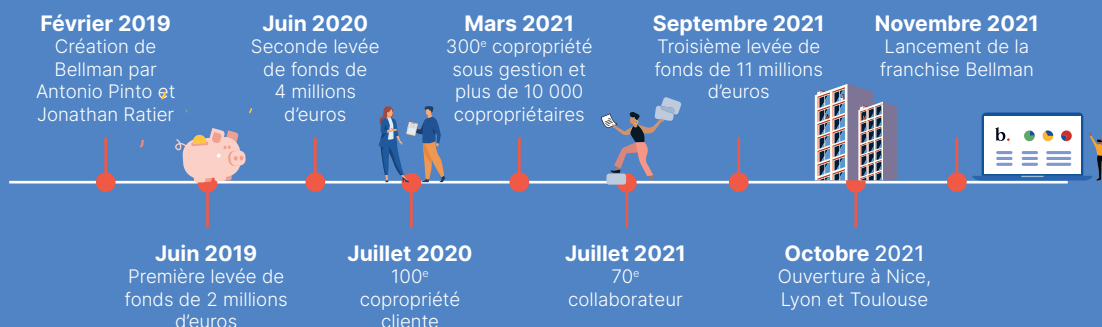 Février 2019
Création de
Bellman par
Antonio Pinto et
Jonathan Ratier
Juin 2019
Première levée de
fonds de 2 millions
d'euros
Juin 2020
Seconde levée
de fonds de
4 millions
d'euros
Juillet 2020
100e
copropriété
cliente
Mars 2021
300e copropriété
sous gestion et
plus de 10 000
copropriétaires
Juillet 2021
70e
collaborateur
Septembre 2021
Troisième levée de
fonds de 11 millions
d'euros
Octobre 2021
Ouverture à Nice,
Lyon et Toulouse
Novembre 2021
Lancement de la
franchise Bellman
b.